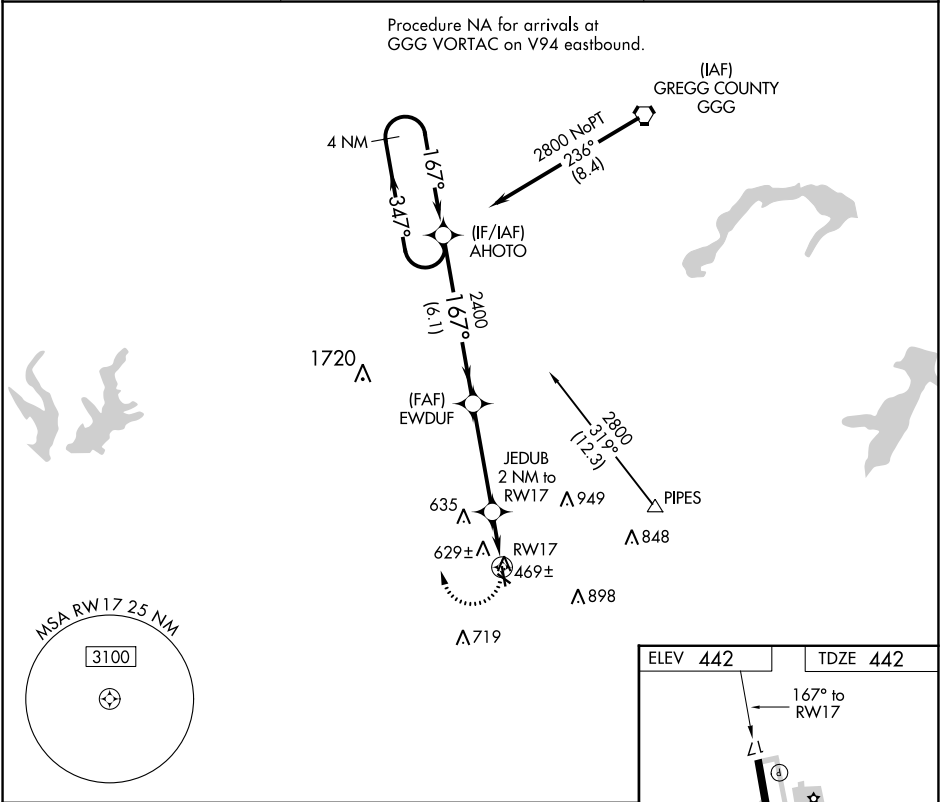 Procedure NA for arrivals at
GGG VORTAC on V94 eastbound.
(IAF)
GREGG COUNTY
GGG
2800 NoPT
236°
(8.4)
4 NM
167°
347°
(IF/IAF)
AHOTO
2400
167°
(6.1)
1720
(FAF)
EWDUF
2800
319°
(12.3)
JEDUB
2 NM to
RW17
949
PIPES
635
848
629±
RW17
469±
898
719
MSA RW17 25 NM
3100
ELEV 442
TDZE 442
167° to
RW17
17
P